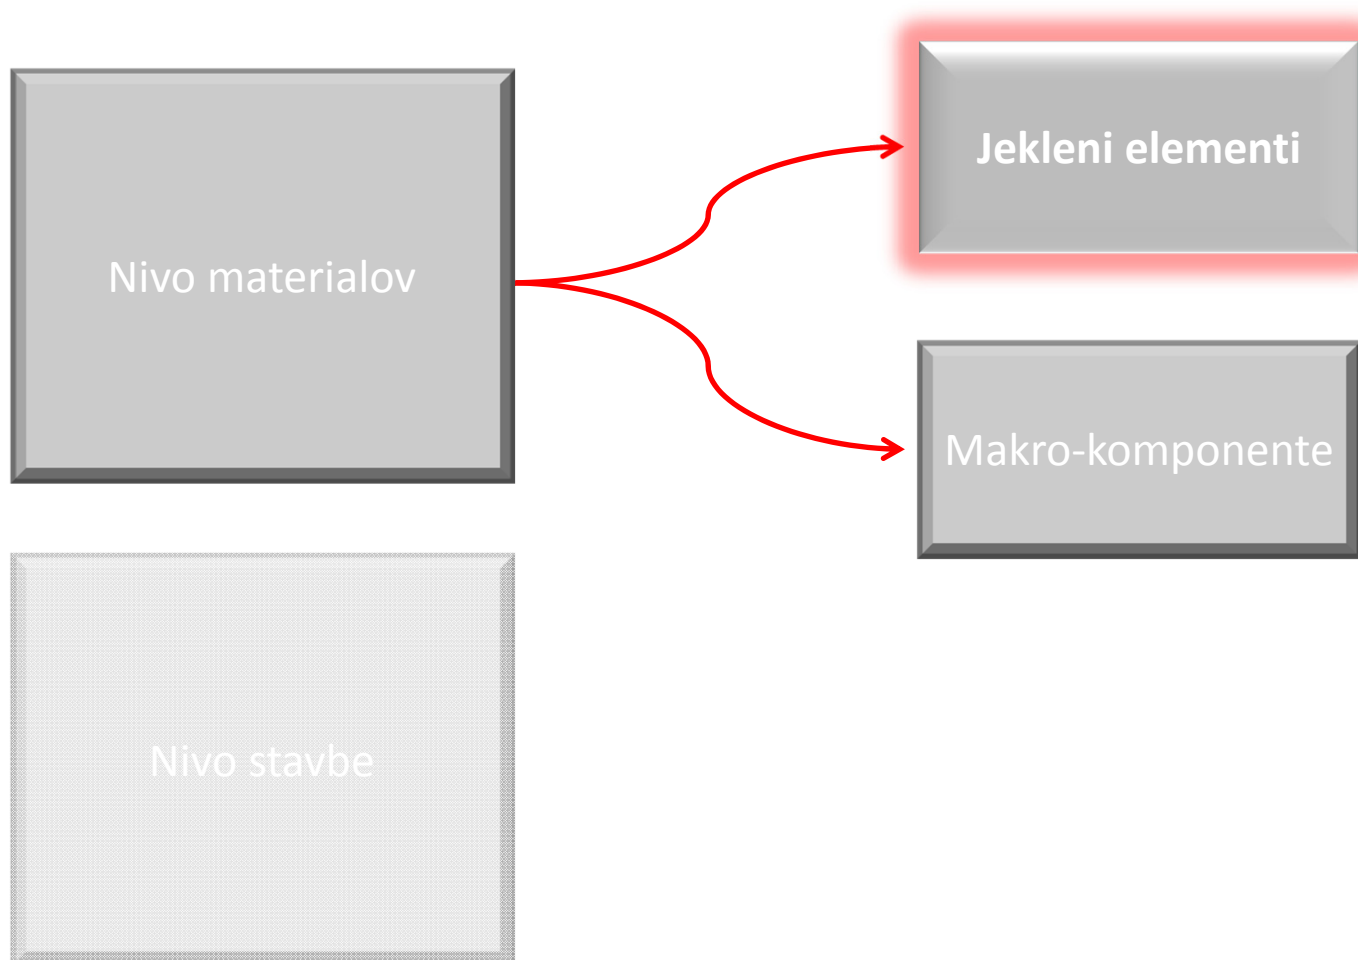 Jekleni elementi
Nivo materialov
Makro-komponente
Nivo stavbe